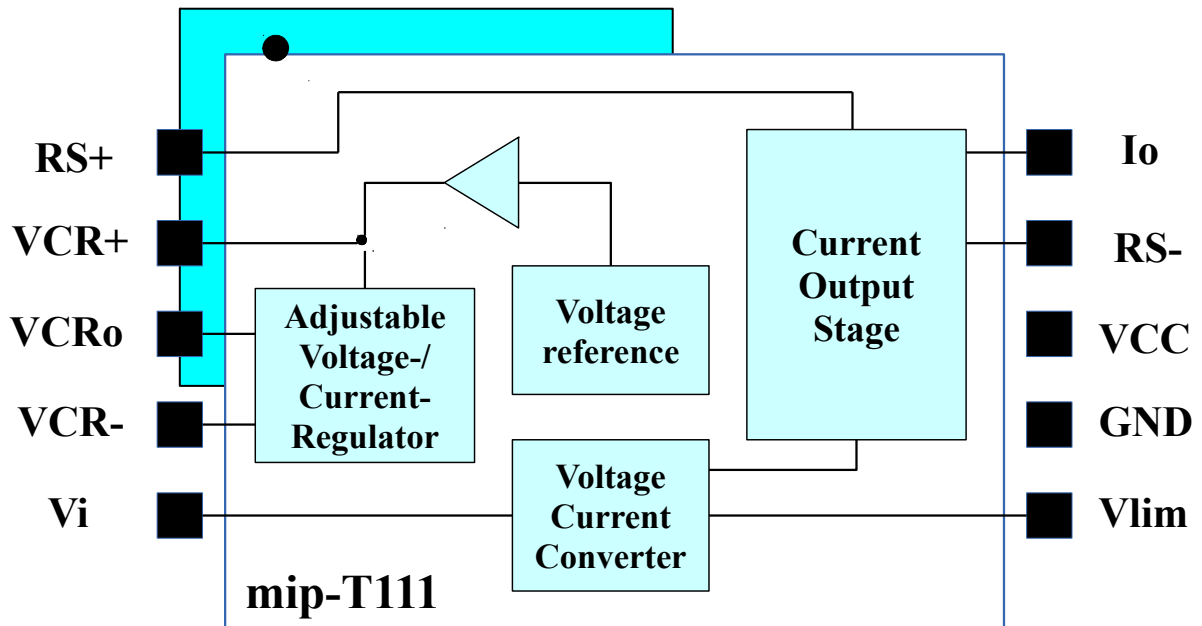 RS+
VCR+
VCRo
VCR-
Vi
Adjustable
Voltage-/
Current-
Regulator
Voltage
reference
Voltage
Current
Converter
Current
Output
Stage
Io
RS-
VCC
GND
Vlim
mip-T111